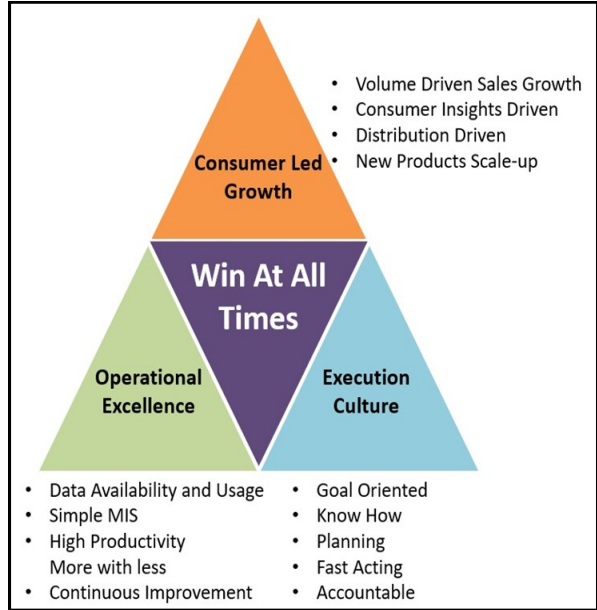 • Volume Driven Sales Growth
• Consumer Insights Driven
• Distribution Driven
• New Products Scale-up
Consumer Led
Growth
Win At All
Times
Operational
Excellence
Execution
Culture
• Data Availability and Usage
• Simple MIS
• High Productivity
More with less
• Continuous Improvement
• Goal Oriented
• Know How
• Planning
• Fast Acting
• Accountable